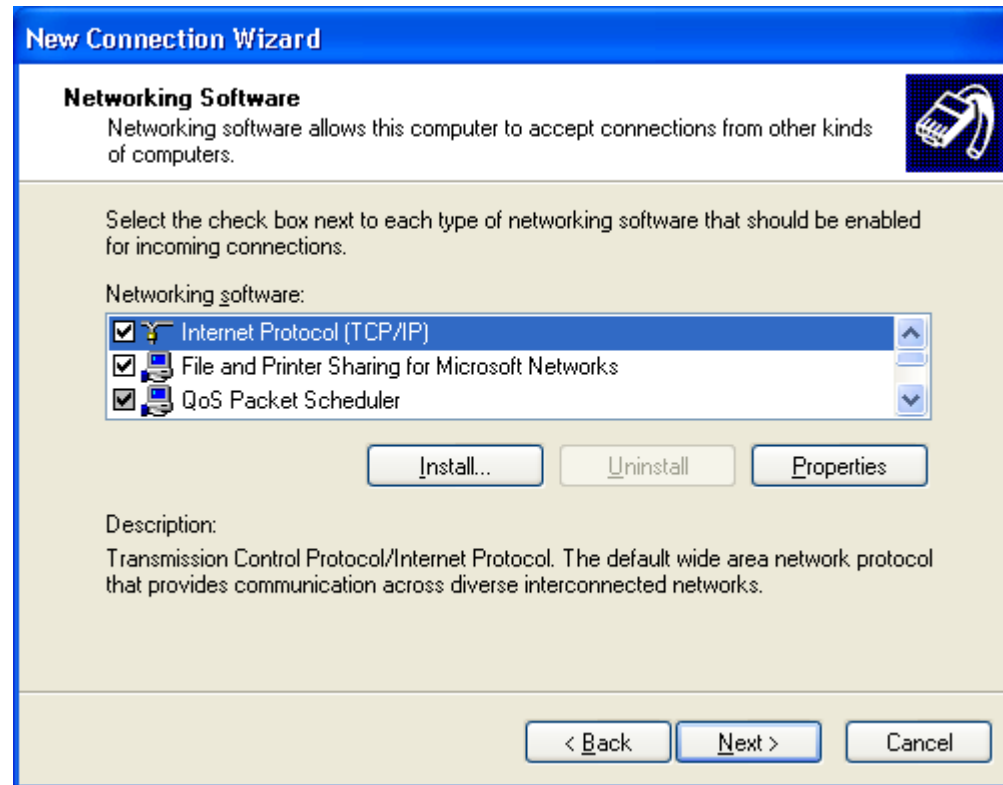 New Connection Wizard
Networking Software
Networking software allows this computer to accept connections from other kinds
of computers.
Select the check box next to each type of networking software that should be enabled
for incoming connections.
Networking software:
Internet Protocol (TCP/IP)
File and Printer Sharing for Microsoft Networks
QoS Packet Scheduler
Install... Uninstall Properties
Description:
Transmission Control Protocol/Internet Protocol. The default wide area network protocol
that provides communication across diverse interconnected networks.
< Back Next > Cancel